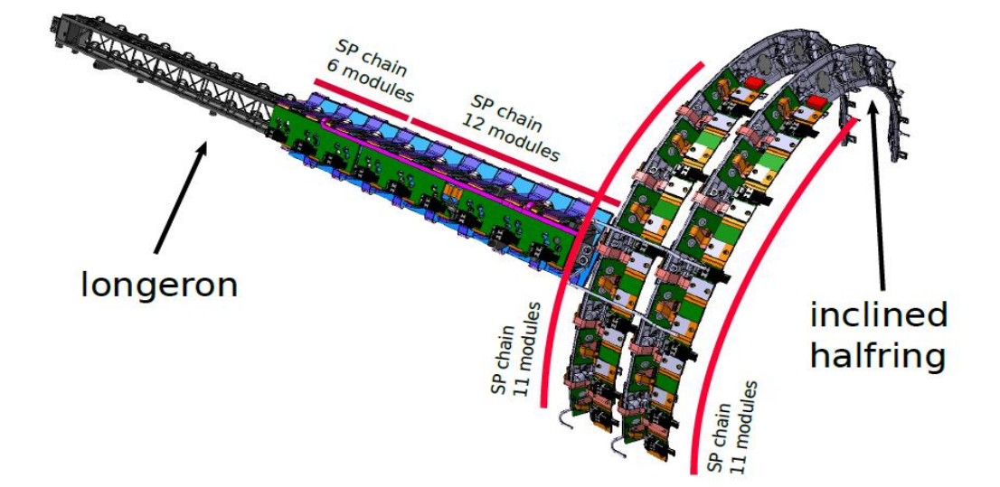 SP chain
6 modules
SP chain
12 modules
longeron
SP chain
11 modules
inclined
halfring
SP chain
11 modules